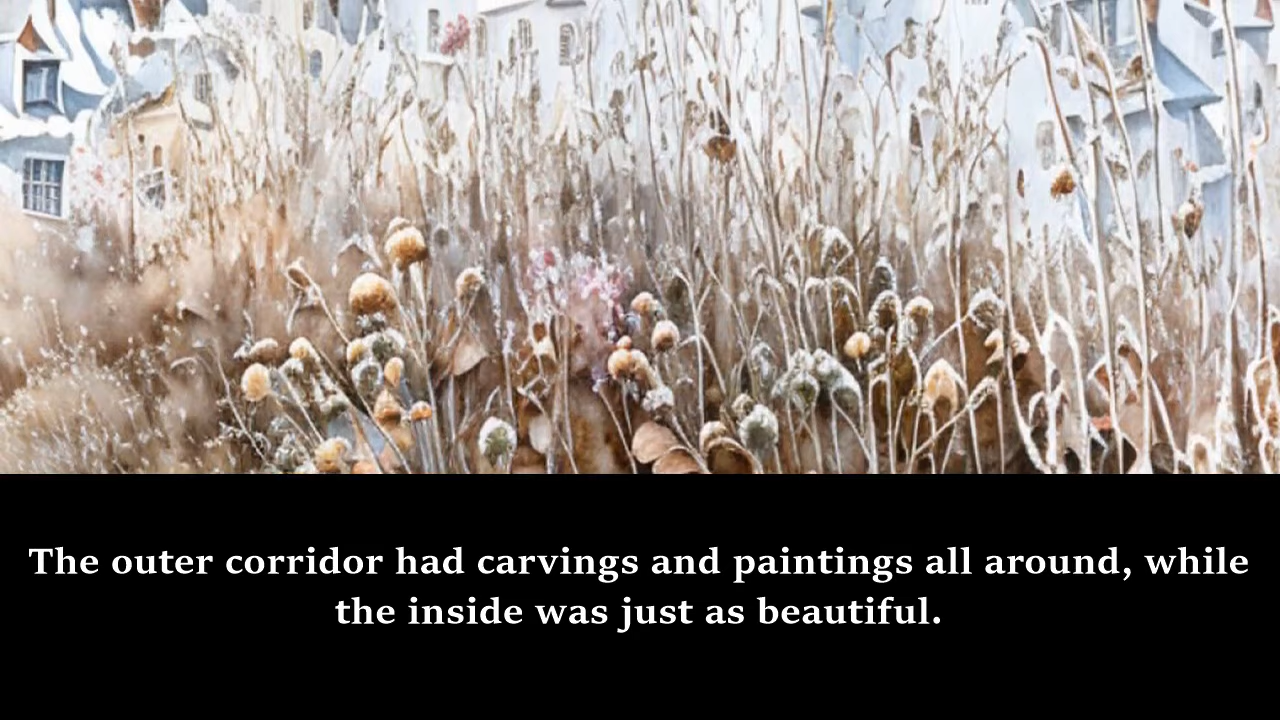 The outer corridor had carvings and paintings all around, while
the inside was just as beautiful.